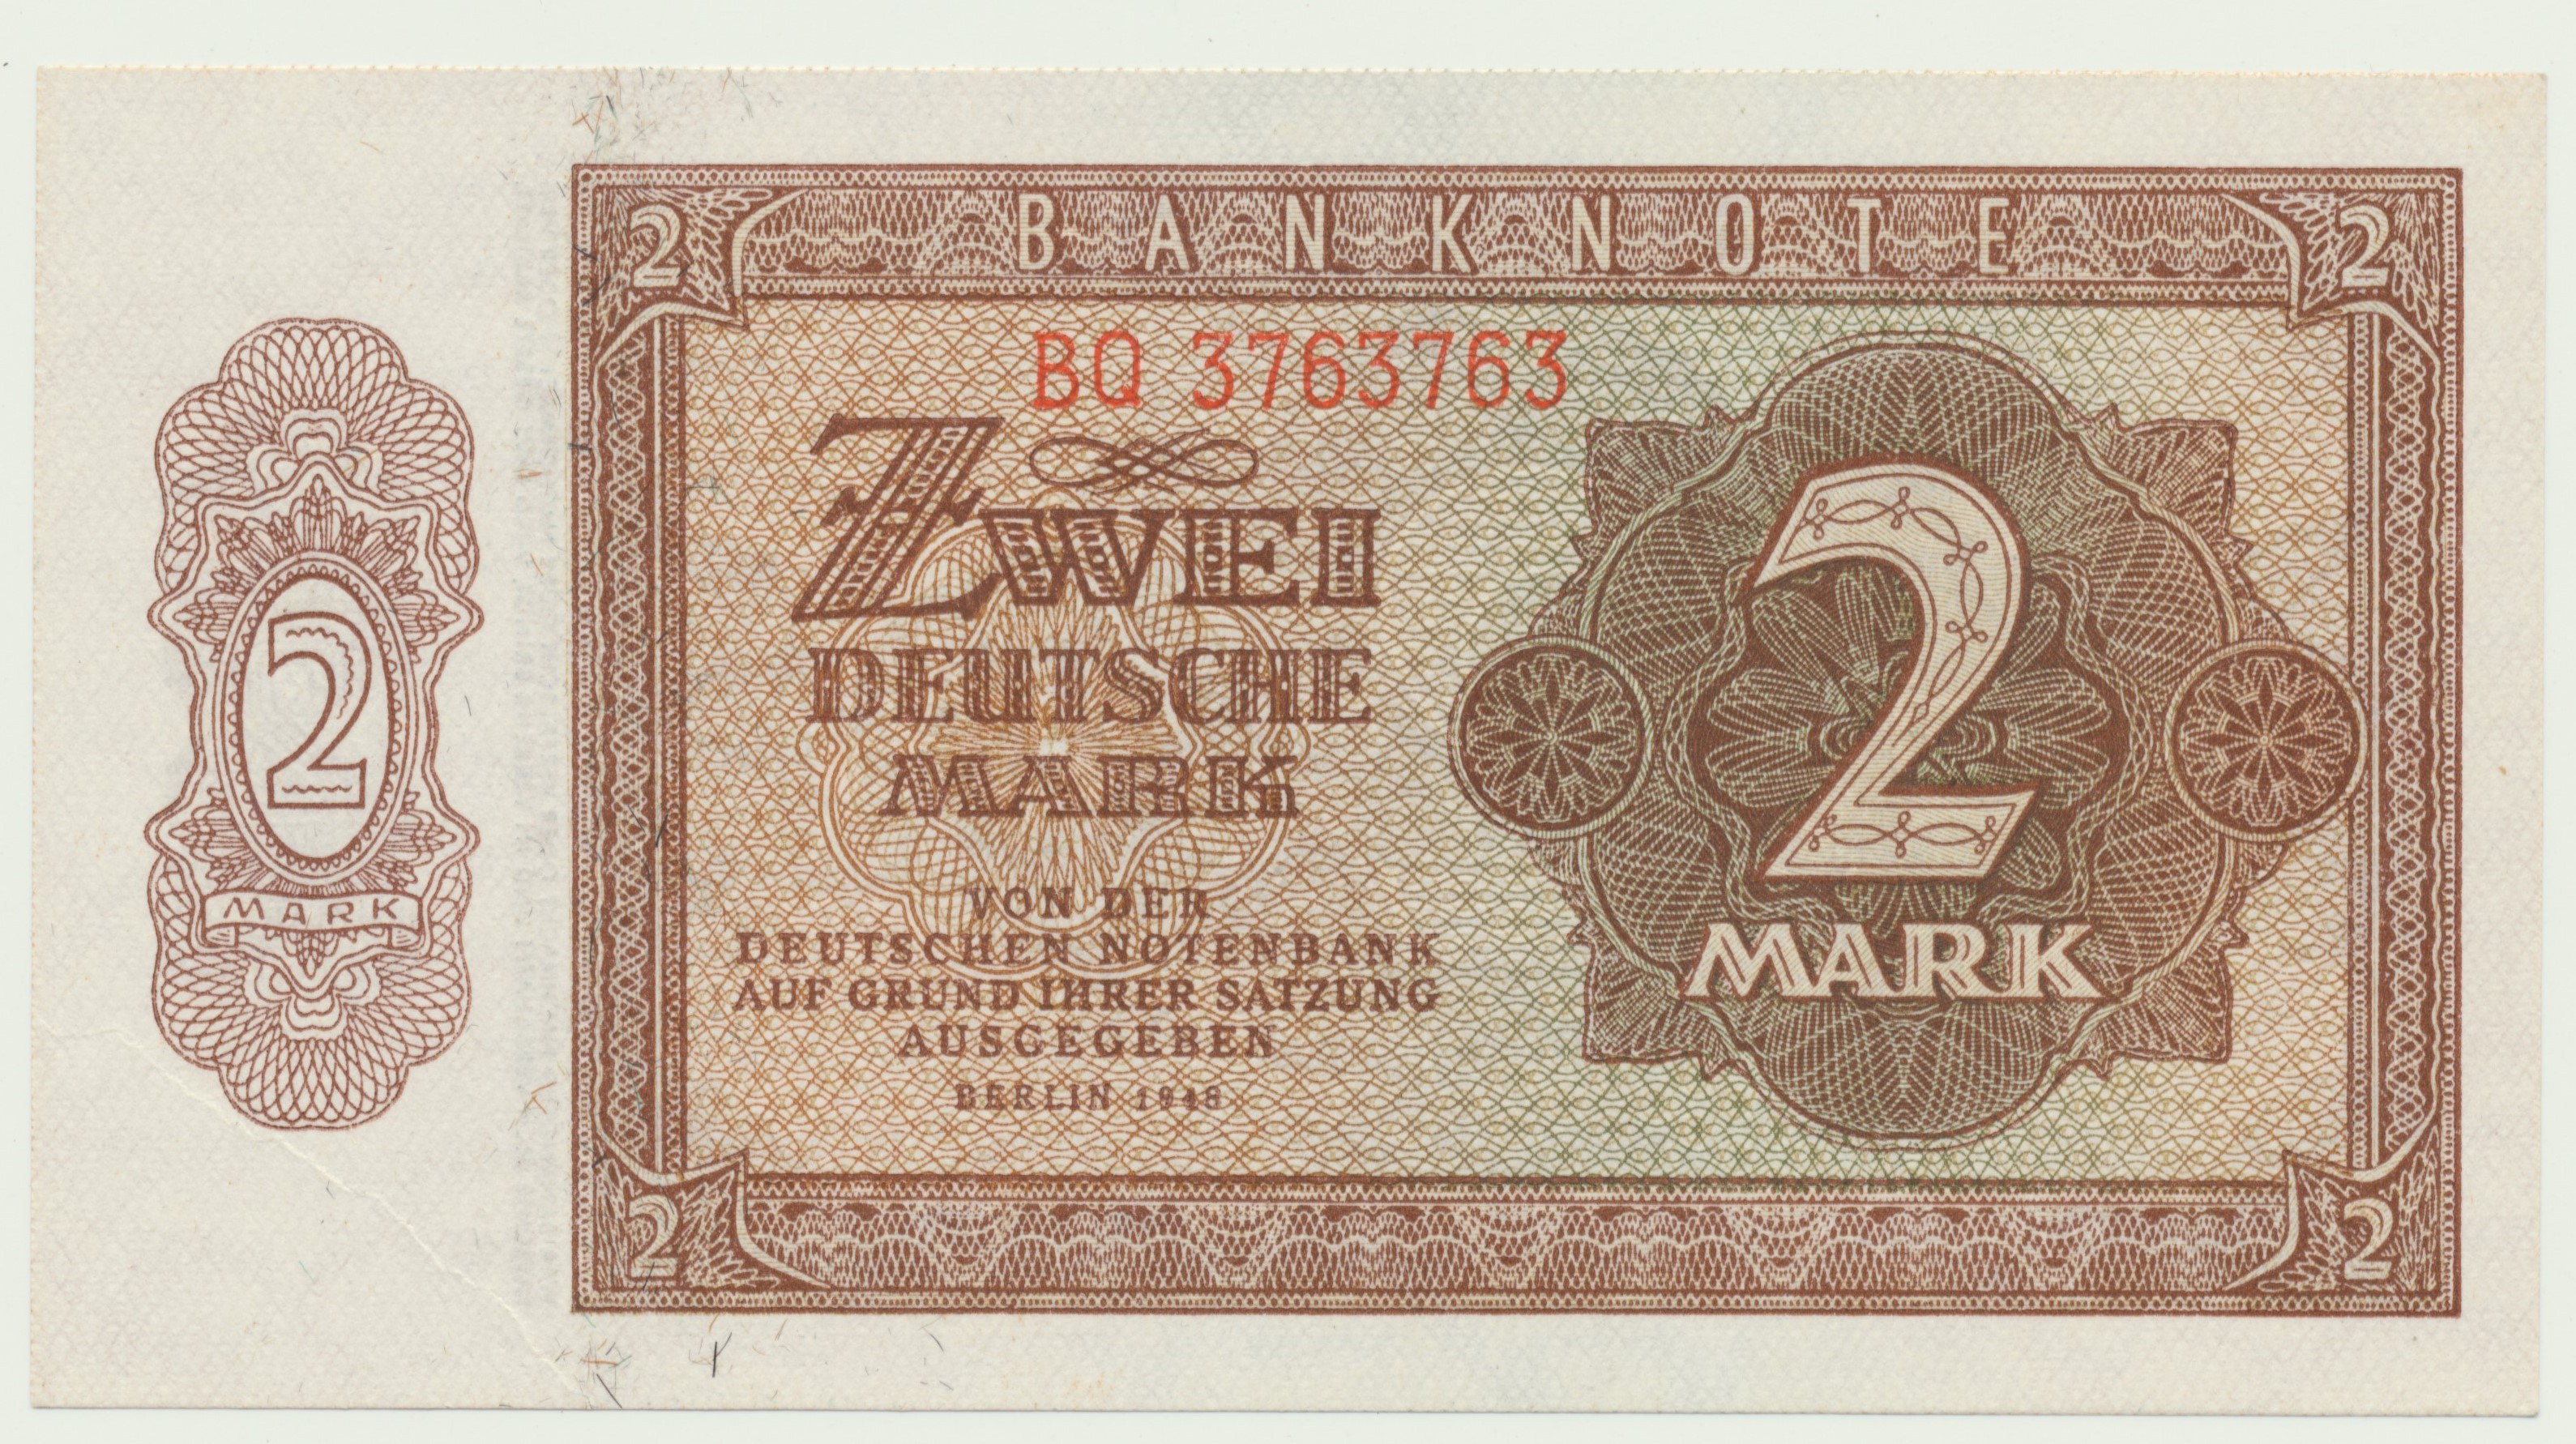 BANKNOTE
2
2
BQ 3763763
ZWEI
DEUTSCHE
MARK
VON DER
DEUTSCHEN NOTENBANK
AUF GRUND IHRER SATZUNG
AUSGEGEBEN
BERLIN 1948
2
MARK
2
MARK
2
2